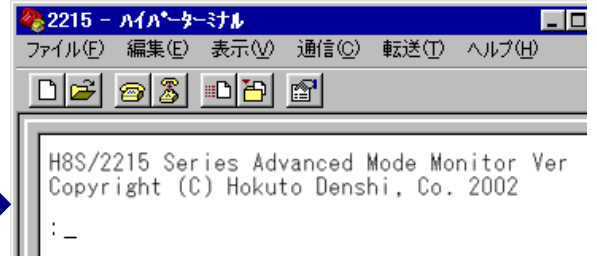 2215 - ﾊｲﾊﾟｰﾀｰﾐﾅﾙ
ファイル(F) 編集(E) 表示(V) 通信(C) 転送(T) ヘルプ(H)
H8S/2215 Series Advanced Mode Monitor Ver
Copyright (C) Hokuto Denshi, Co. 2002
:_